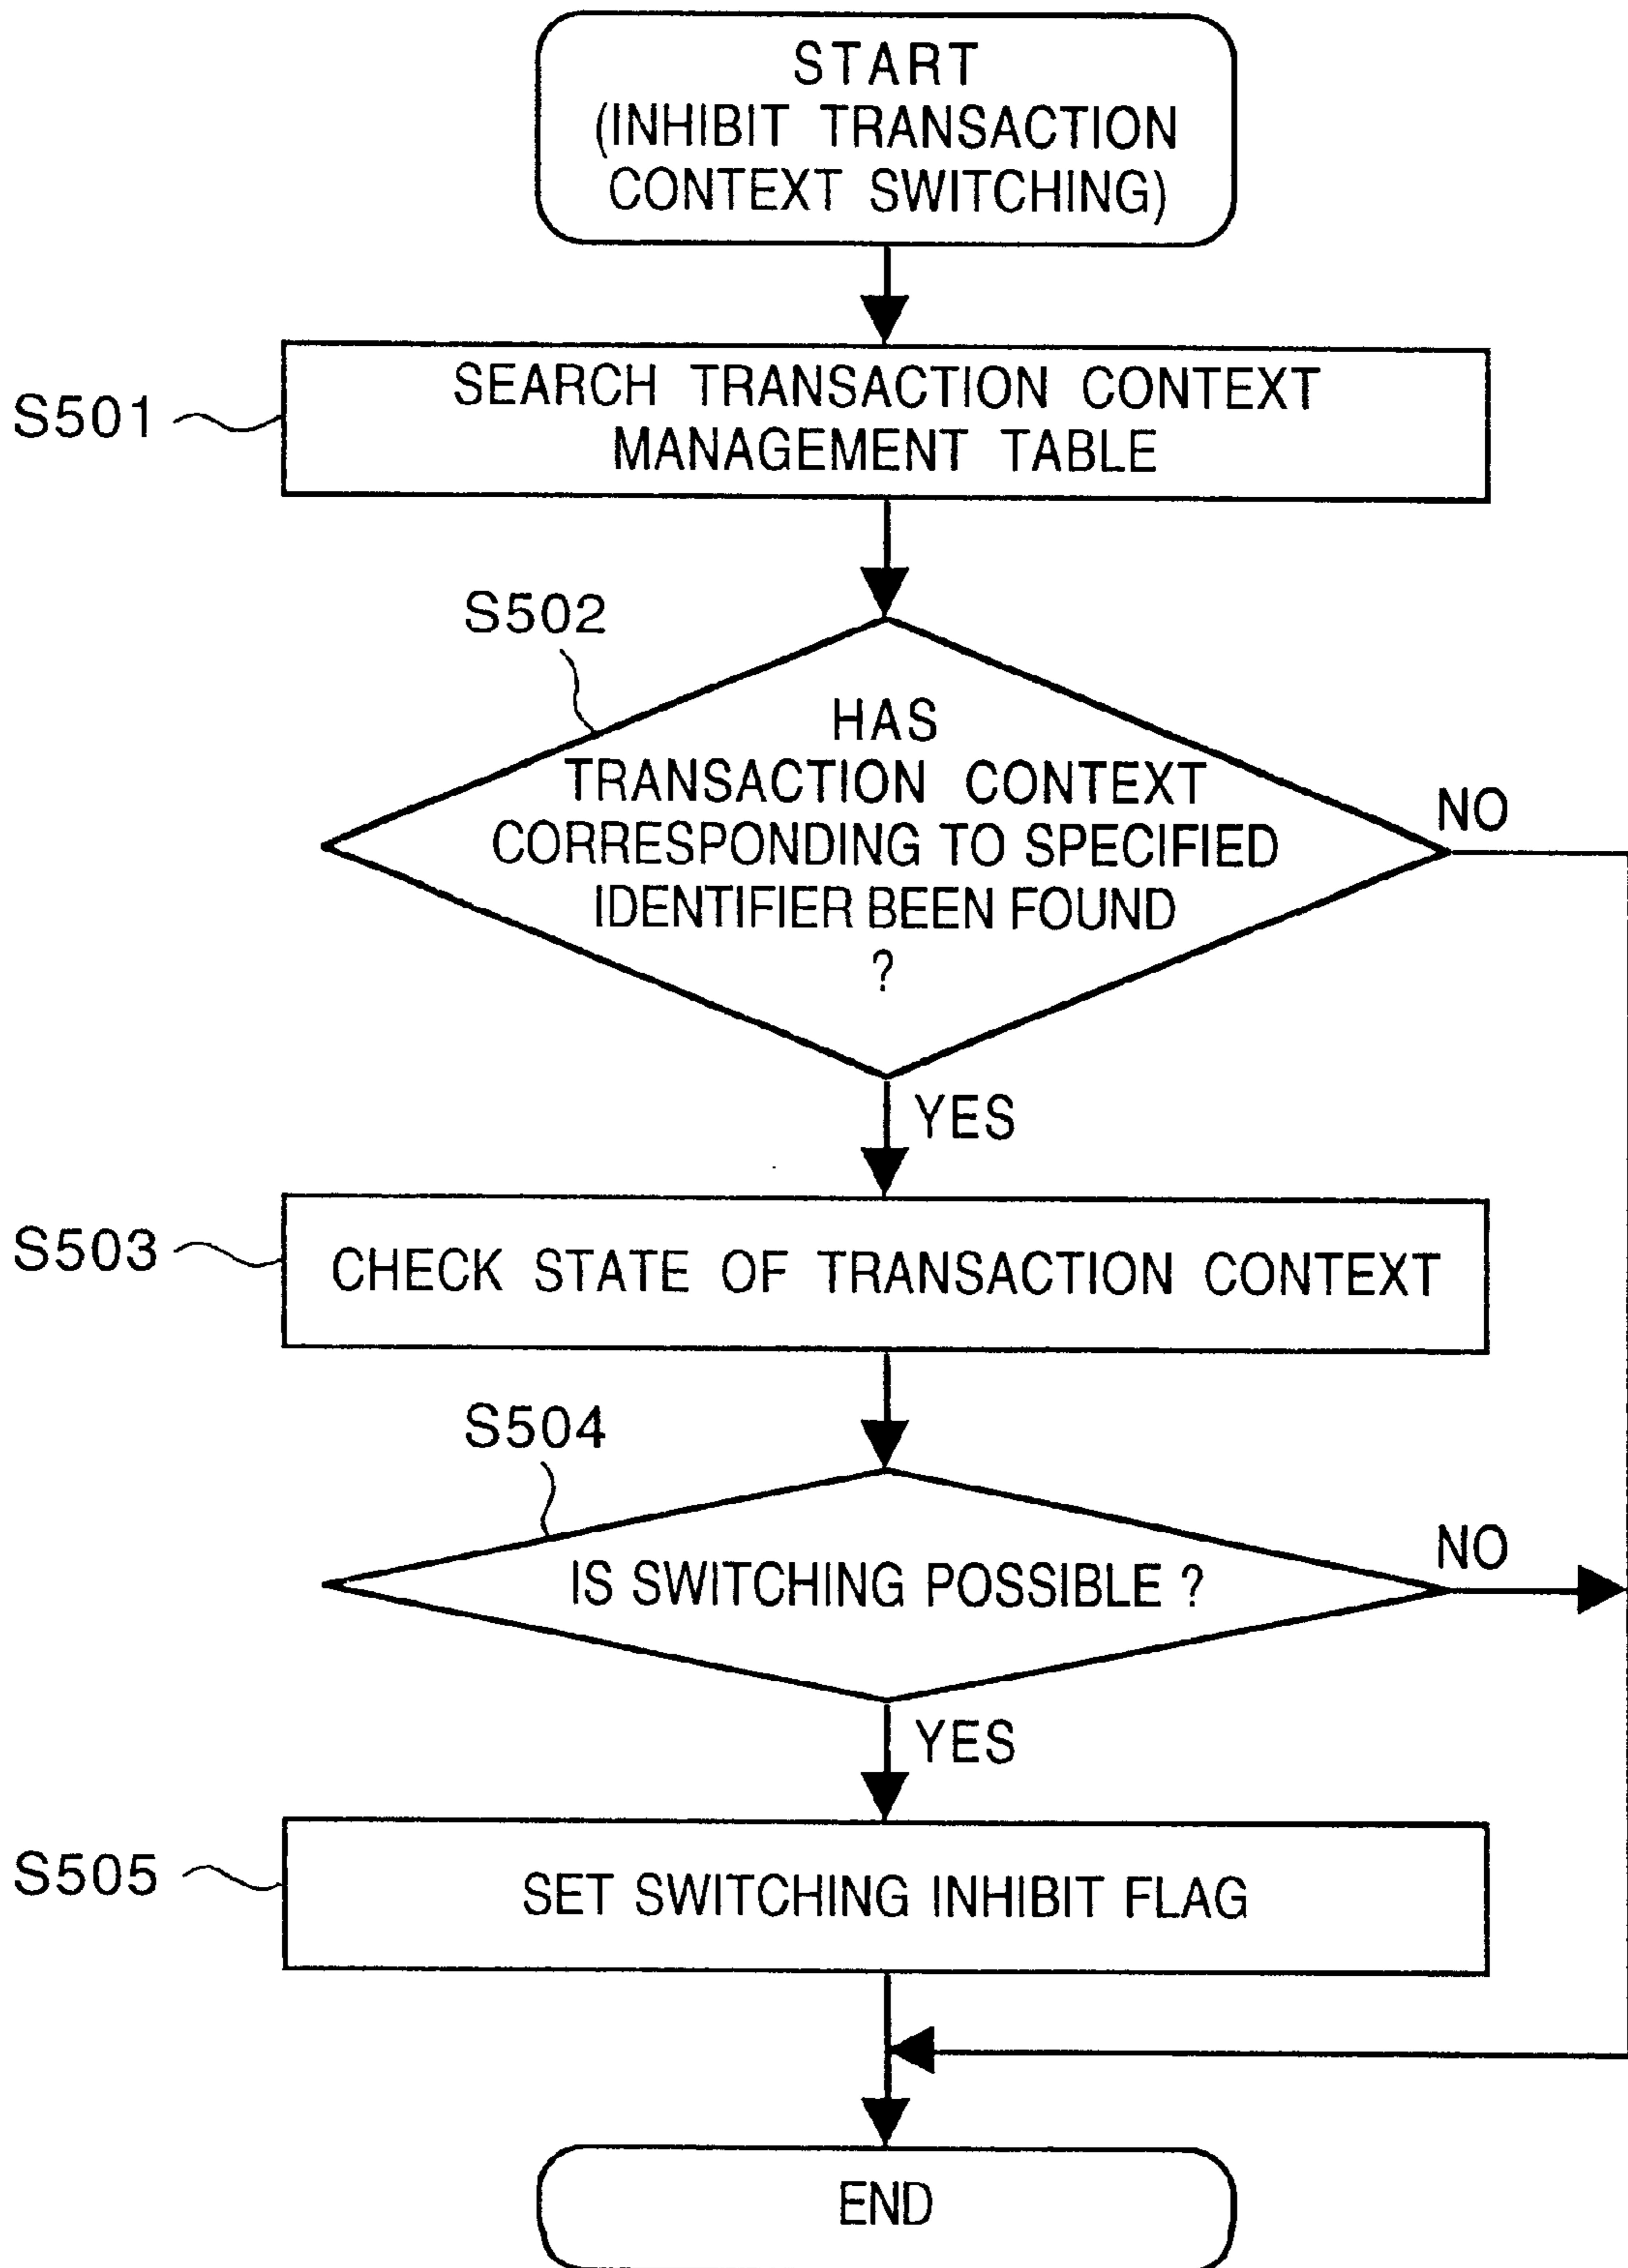 START
(INHIBIT TRANSACTION
CONTEXT SWITCHING)
S501
SEARCH TRANSACTION CONTEXT
MANAGEMENT TABLE
S502
HAS
TRANSACTION CONTEXT
CORRESPONDING TO SPECIFIED
IDENTIFIER BEEN FOUND
?
NO
YES
S503
CHECK STATE OF TRANSACTION CONTEXT
S504
IS SWITCHING POSSIBLE ?
NO
YES
S505
SET SWITCHING INHIBIT FLAG
END